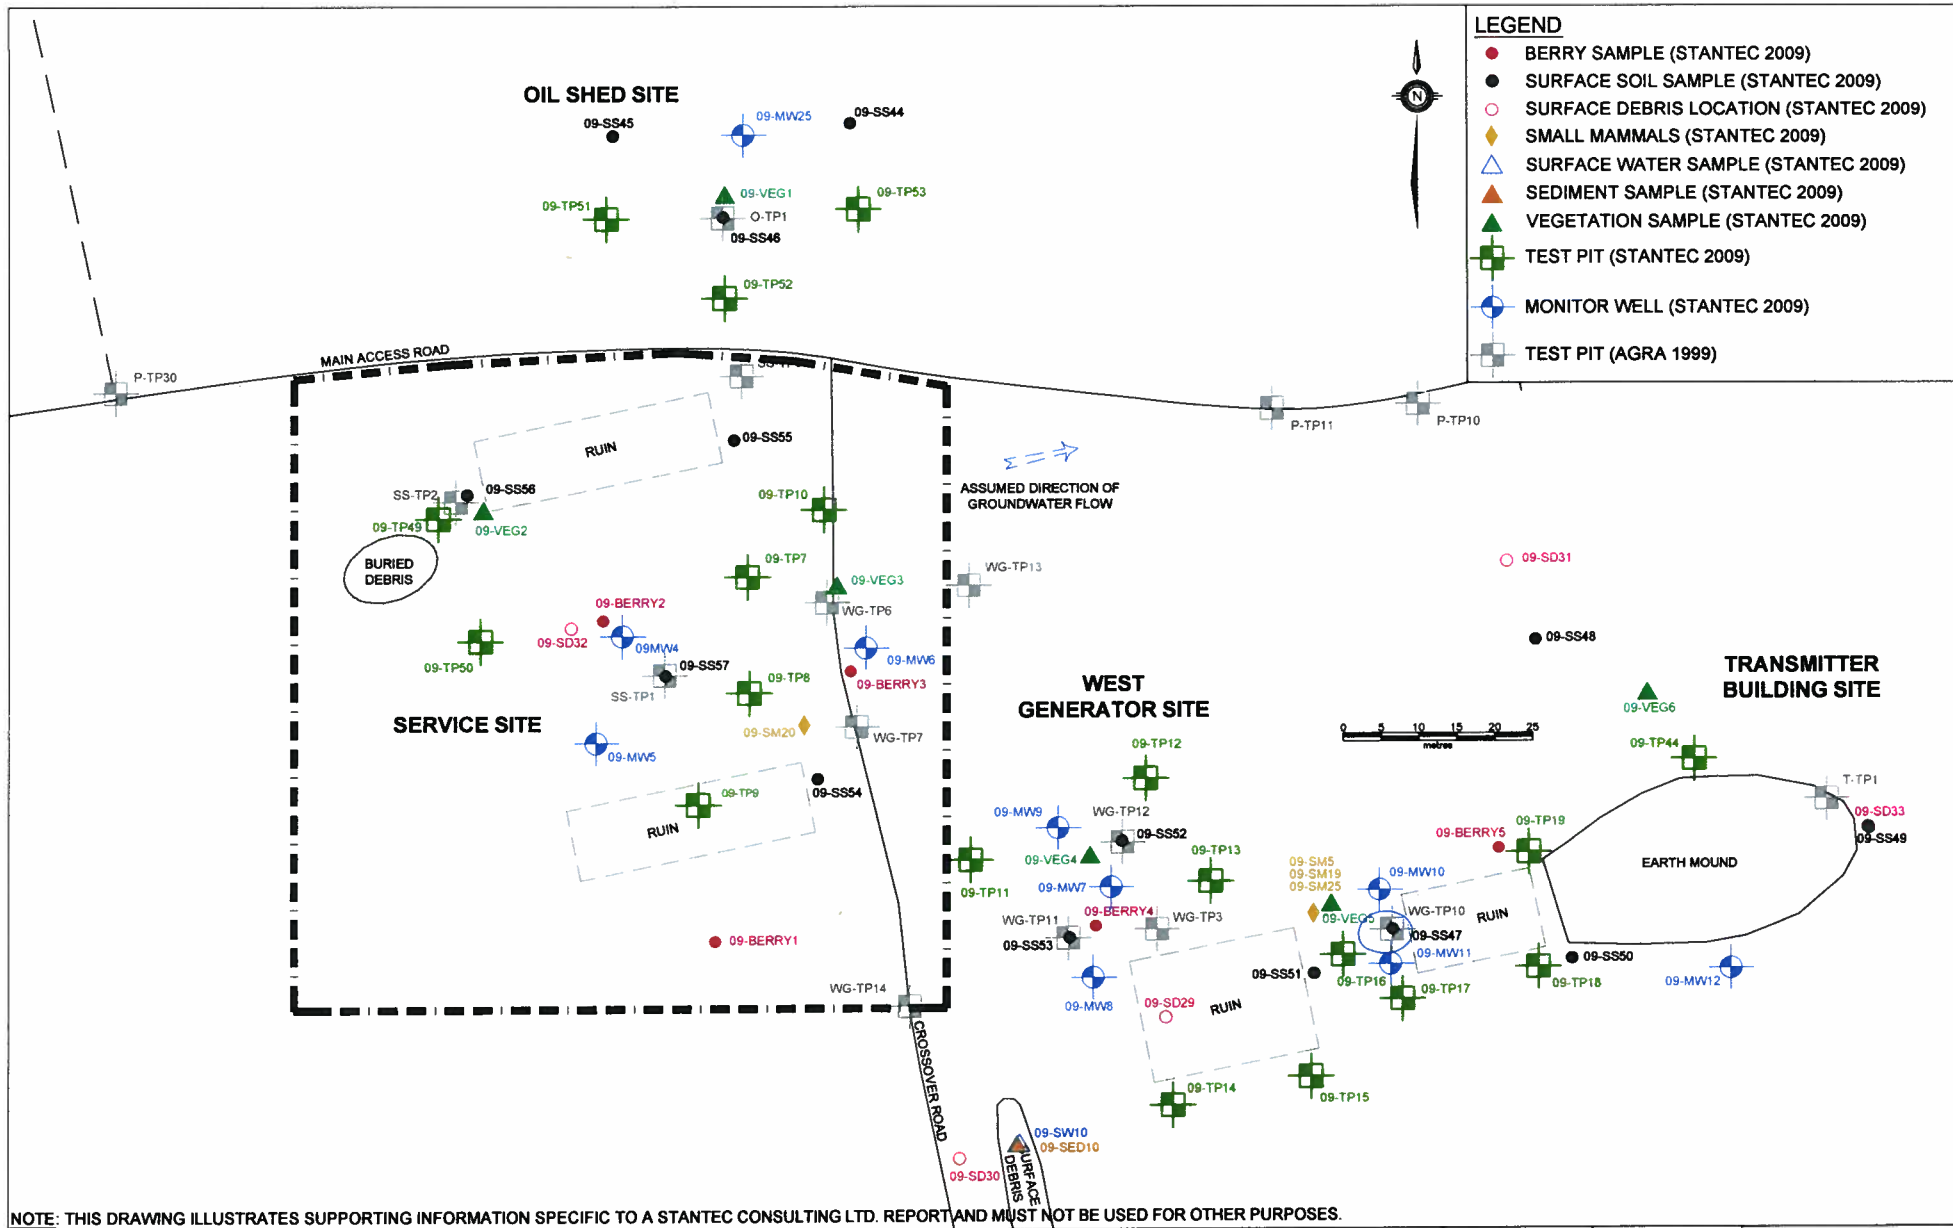 LEGEND
BERRY SAMPLE (STANTEC 2009)
SURFACE SOIL SAMPLE (STANTEC 2009)
SURFACE DEBRIS LOCATION (STANTEC 2009)
SMALL MAMMALS (STANTEC 2009)
SURFACE WATER SAMPLE (STANTEC 2009)
SEDIMENT SAMPLE (STANTEC 2009)
VEGETATION SAMPLE (STANTEC 2009)
TEST PIT (STANTEC 2009)
MONITOR WELL (STANTEC 2009)
TEST PIT (AGRA 1999)
N
OIL SHED SITE
09-SS45
09-MW25
09-SS44
09-VEG1
09-TP51
O-TP1
09-TP53
09-SS46
09-TP52
MAIN ACCESS ROAD
P-TP30
P-TP11
P-TP10
RUIN
09-SS55
SS-TP2
09-SS56
09-TP49
09-VEG2
09-TP10
ASSUMED DIRECTION OF
GROUNDWATER FLOW
BURIED
DEBRIS
09-TP7
09-VEG3
WG-TP6
WG-TP13
09-SD31
09-BERRY2
09-SD32
09MW4
09-MW6
09-SS48
09-TP50
09-SS57
SS-TP1
09-TP8
09-BERRY3
SERVICE SITE
09-SM20
WG-TP7
09-MW5
WEST
GENERATOR SITE
TRANSMITTER
BUILDING SITE
09-VEG6
0 5 10 15 20 25
metres
09-TP44
09-TP12
T-TP1
09-TP9
09-SS54
RUIN
09-MW9
WG-TP12
09-SS52
09-VEG4
09-TP13
09-TP11
09-MW7
09-BERRY5
09-TP19
09-SD33
09-SS49
EARTH MOUND
09-SM5
09-SM19
09-SM25
09-MW10
09-BERRY4
WG-TP11
09-SS53
WG-TP3
09-VEG5
WG-TP10
09-SS47
RUIN
09-BERRY1
09-MW8
09-SS51
09-MW11
09-TP16
09-TP17
09-TP18
09-SS50
09-MW12
WG-TP14
09-SD29
RUIN
CROSSOVER ROAD
09-TP14
09-TP15
09-SW10
09-SED10
09-SD30
DEBRIS
NOTE: THIS DRAWING ILLUSTRATES SUPPORTING INFORMATION SPECIFIC TO A STANTEC CONSULTING LTD. REPORT AND MUST NOT BE USED FOR OTHER PURPOSES.